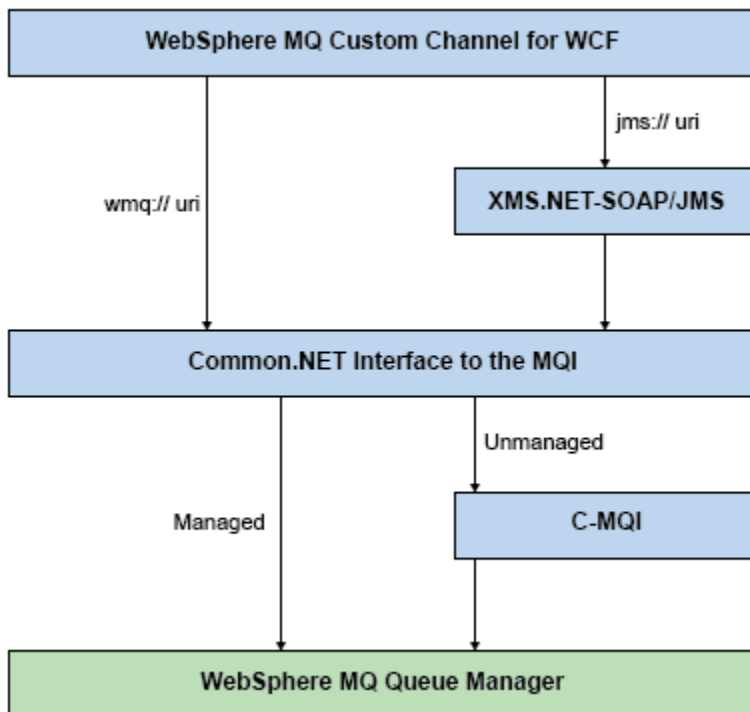 WebSphere MQ Custom Channel for WCF
jms:// uri
XMS.NET-SOAP/JMS
wmq:// uri
Common.NET Interface to the MQI
Unmanaged
Managed
C-MQI
WebSphere MQ Queue Manager